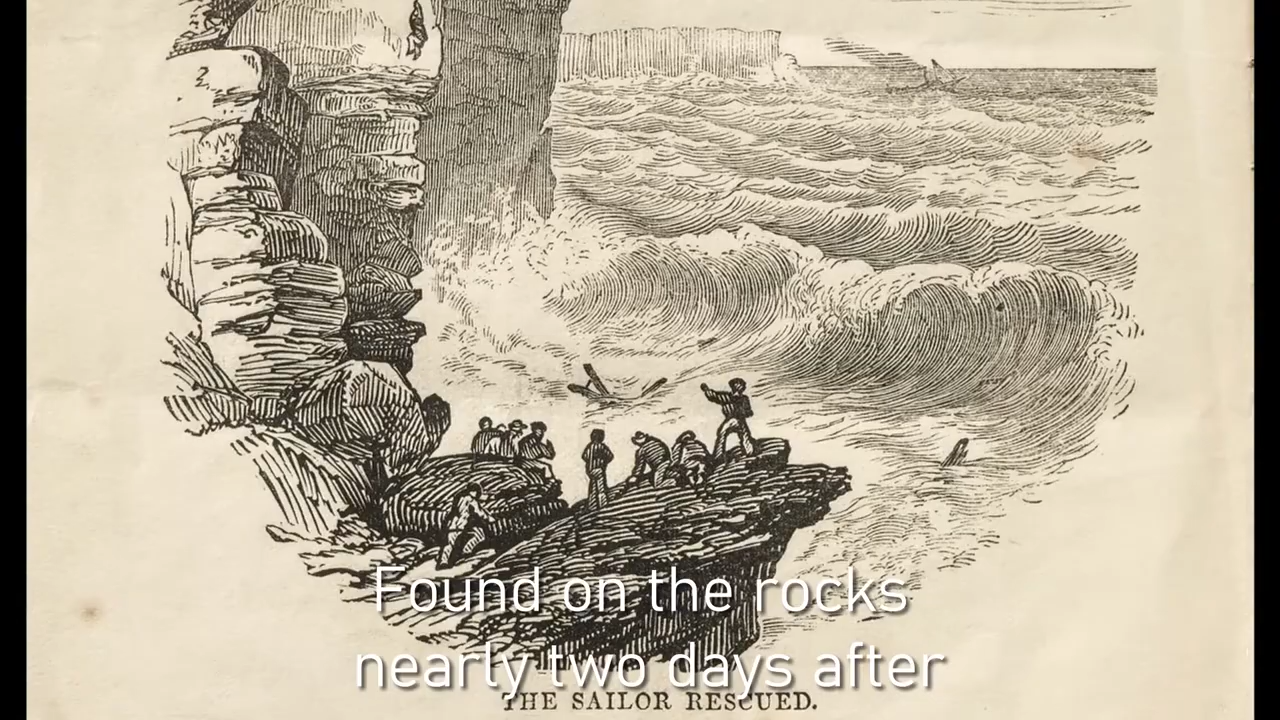 Found on the rocks
nearly two days after
THE SAILOR RESCUED.